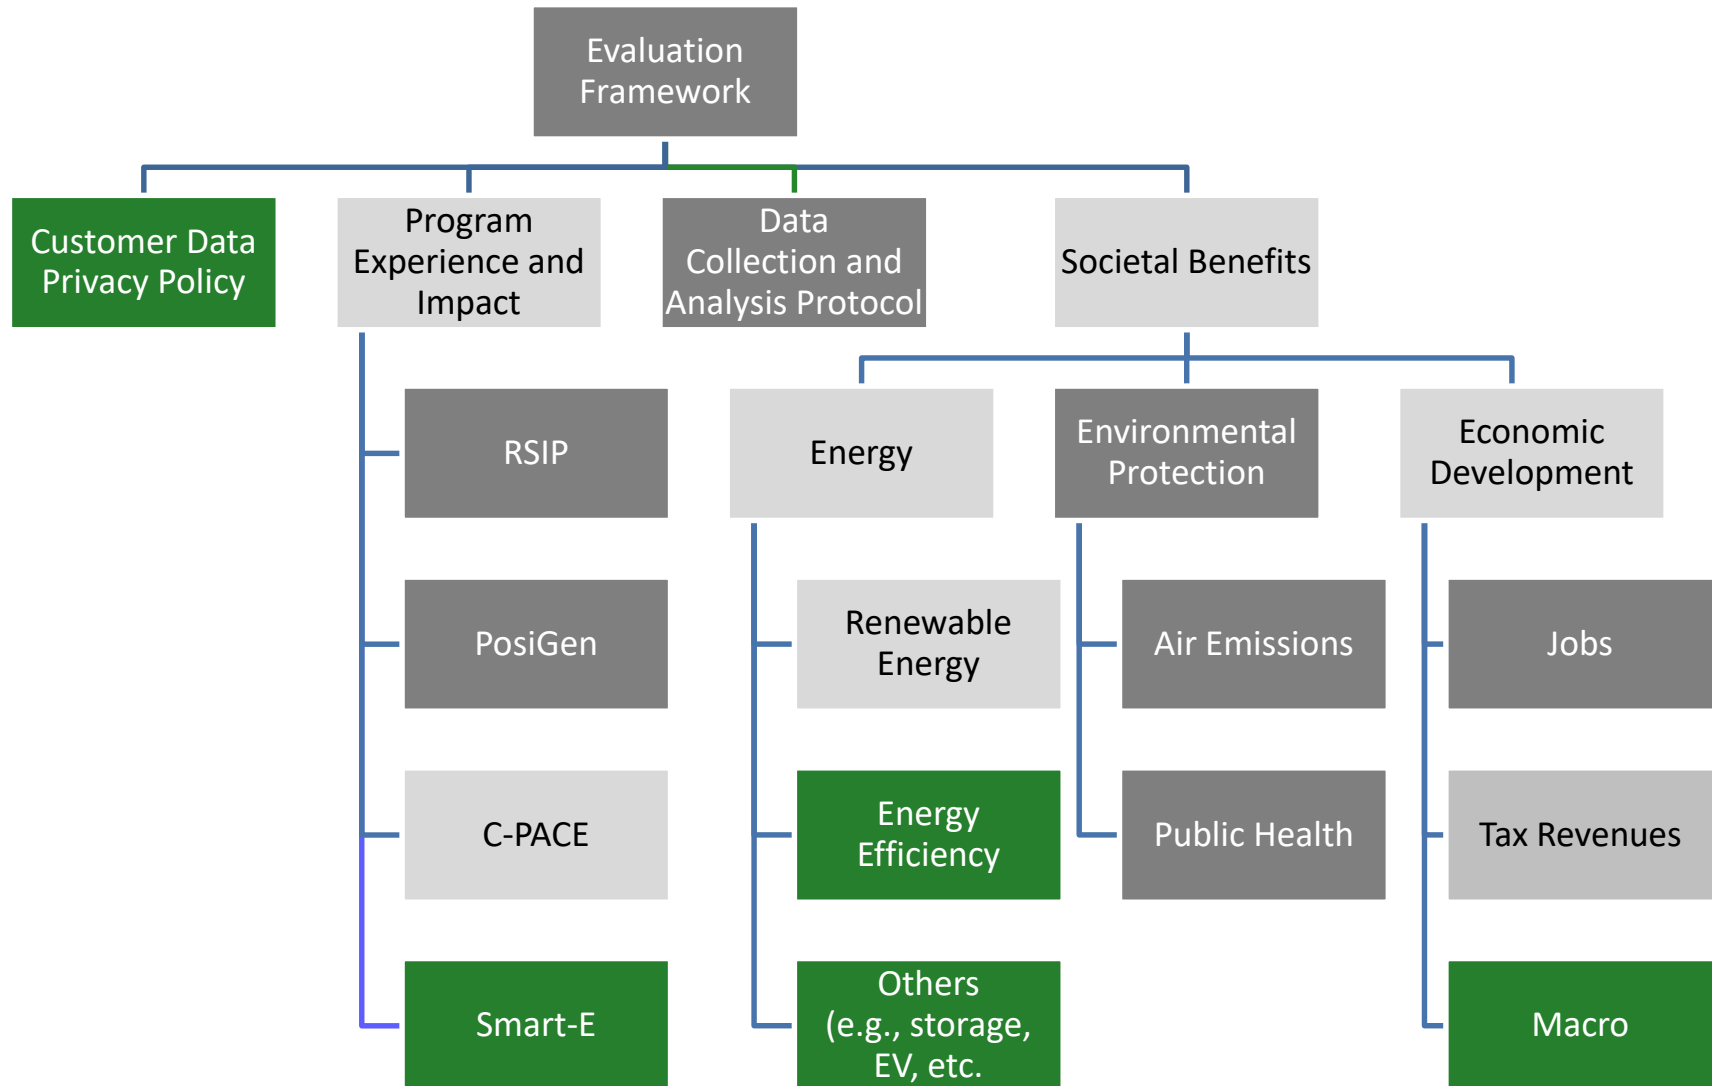 Evaluation
Framework
Customer Data
Privacy Policy
Program
Experience and
Impact
Data
Collection and
Analysis Protocol
Societal Benefits
RSIP
Energy
Environmental
Protection
Economic
Development
PosiGen
Renewable
Energy
Air Emissions
Jobs
C-PACE
Energy
Efficiency
Public Health
Tax Revenues
Smart-E
Others
(e.g., storage,
EV, etc.
Macro